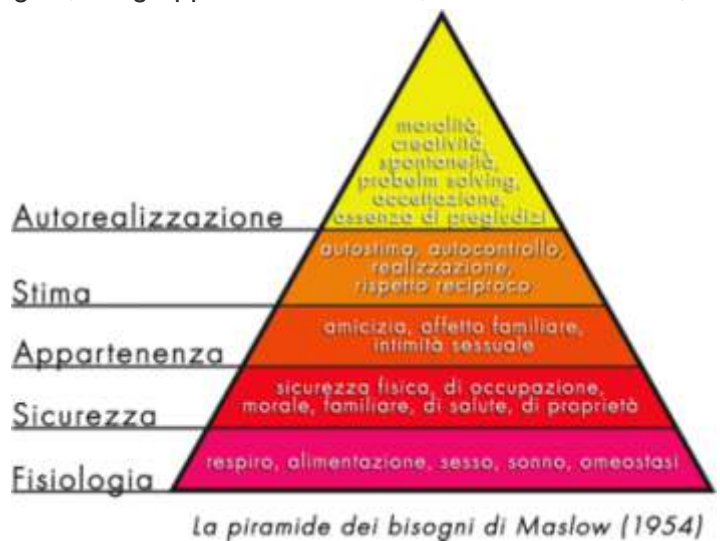 moralità,
creatività,
spontaneità,
probelm solving,
accettazione,
assenza di pregiudizi
Autorealizzazione
autostima, autocontrollo,
realizzazione,
rispetto reciproco
Stima
amicizia, affetto familiare,
intimità sessuale
Appartenenza
sicurezza fisica, di occupazione,
morale, familiare, di salute, di proprietà
Sicurezza
respiro, alimentazione, sesso, sonno, omeostasi
Fisiologia
La piramide dei bisogni di Maslow (1954)